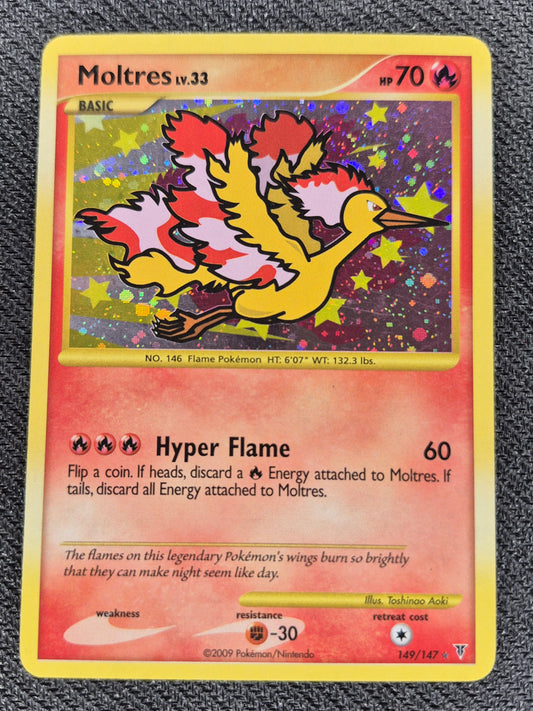 Moltres LV.33 HP 70
BASIC
NO. 146 Flame Pokémon HT: 6'07" WT: 132.3 lbs.
Hyper Flame 60
Flip a coin. If heads, discard a Energy attached to Moltres. If
tails, discard all Energy attached to Moltres.
The flames on this legendary Pokémon's wings burn so brightly
that they can make night seem like day.
Illus. Toshinao Aoki
weakness resistance retreat cost
-30
©2009 Pokémon/Nintendo 149/147